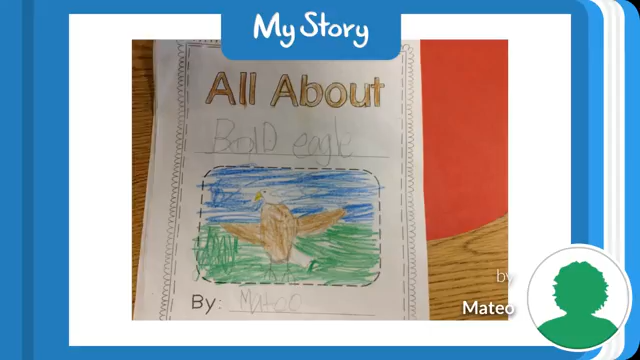 My Story
All About
BalD eagle
By: Mateo
by
Mateo